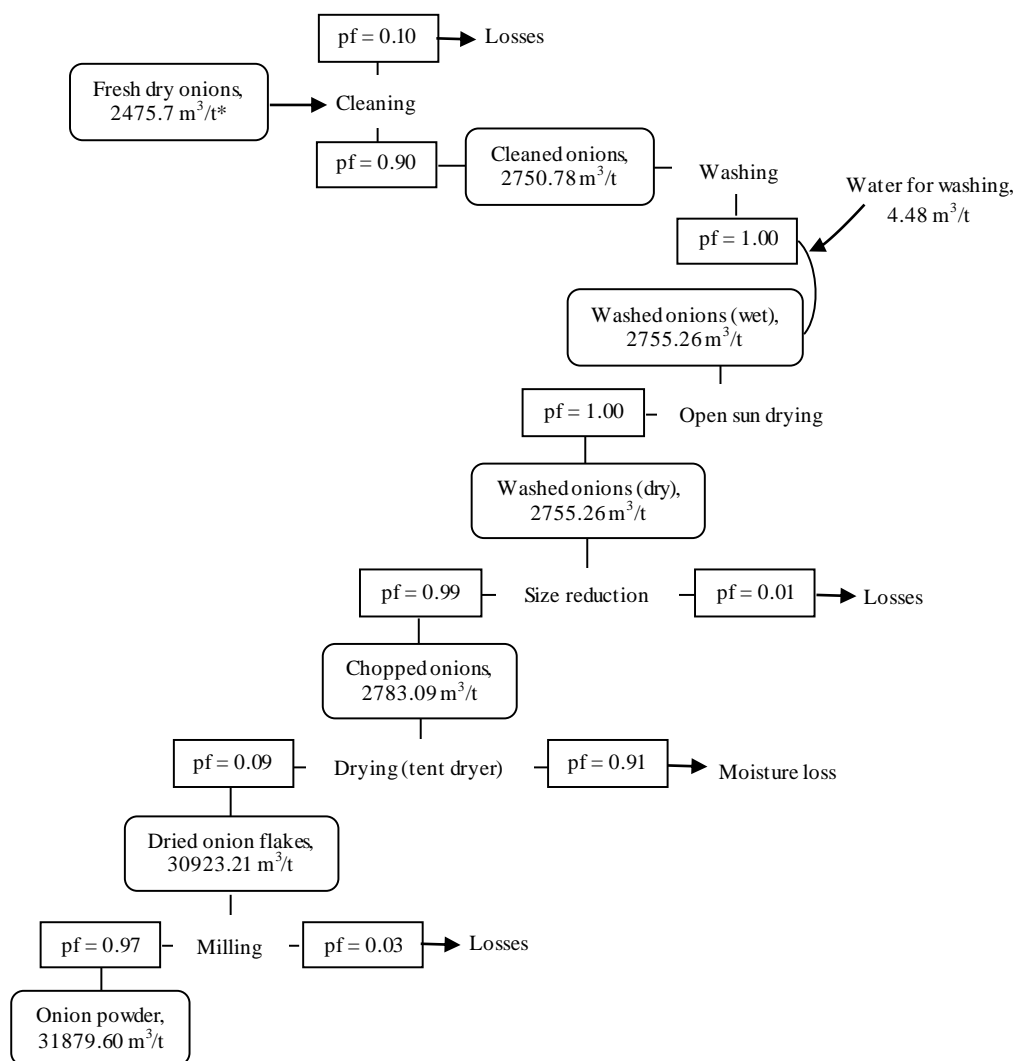 pf = 0.10
Losses
Fresh dry onions,
2475.7 m³/t*
Cleaning
pf = 0.90
Cleaned onions,
2750.78 m³/t
Washing
Water for washing,
4.48 m³/t
pf = 1.00
Washed onions (wet),
2755.26 m³/t
pf = 1.00
Open sun drying
Washed onions (dry),
2755.26 m³/t
pf = 0.99
Size reduction
pf = 0.01
Losses
Chopped onions,
2783.09 m³/t
pf = 0.09
Drying (tent dryer)
pf = 0.91
Moisture loss
Dried onion flakes,
30923.21 m³/t
pf = 0.97
Milling
pf = 0.03
Losses
Onion powder,
31879.60 m³/t